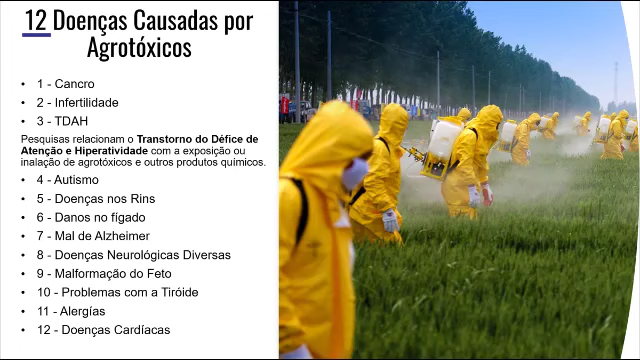 12 Doenças Causadas por
Agrotóxicos
• 1 - Cancro
• 2 - Infertilidade
• 3 - TDAH
Pesquisas relacionam o Transtorno do Défice de
Atenção e Hiperatividade com a exposição ou
inalação de agrotóxicos e outros produtos químicos.
• 4 - Autismo
• 5 - Doenças nos Rins
• 6 - Danos no fígado
• 7 - Mal de Alzheimer
• 8 - Doenças Neurológicas Diversas
• 9 - Malformação do Feto
• 10 - Problemas com a Tiróide
• 11 - Alergías
• 12 - Doenças Cardíacas